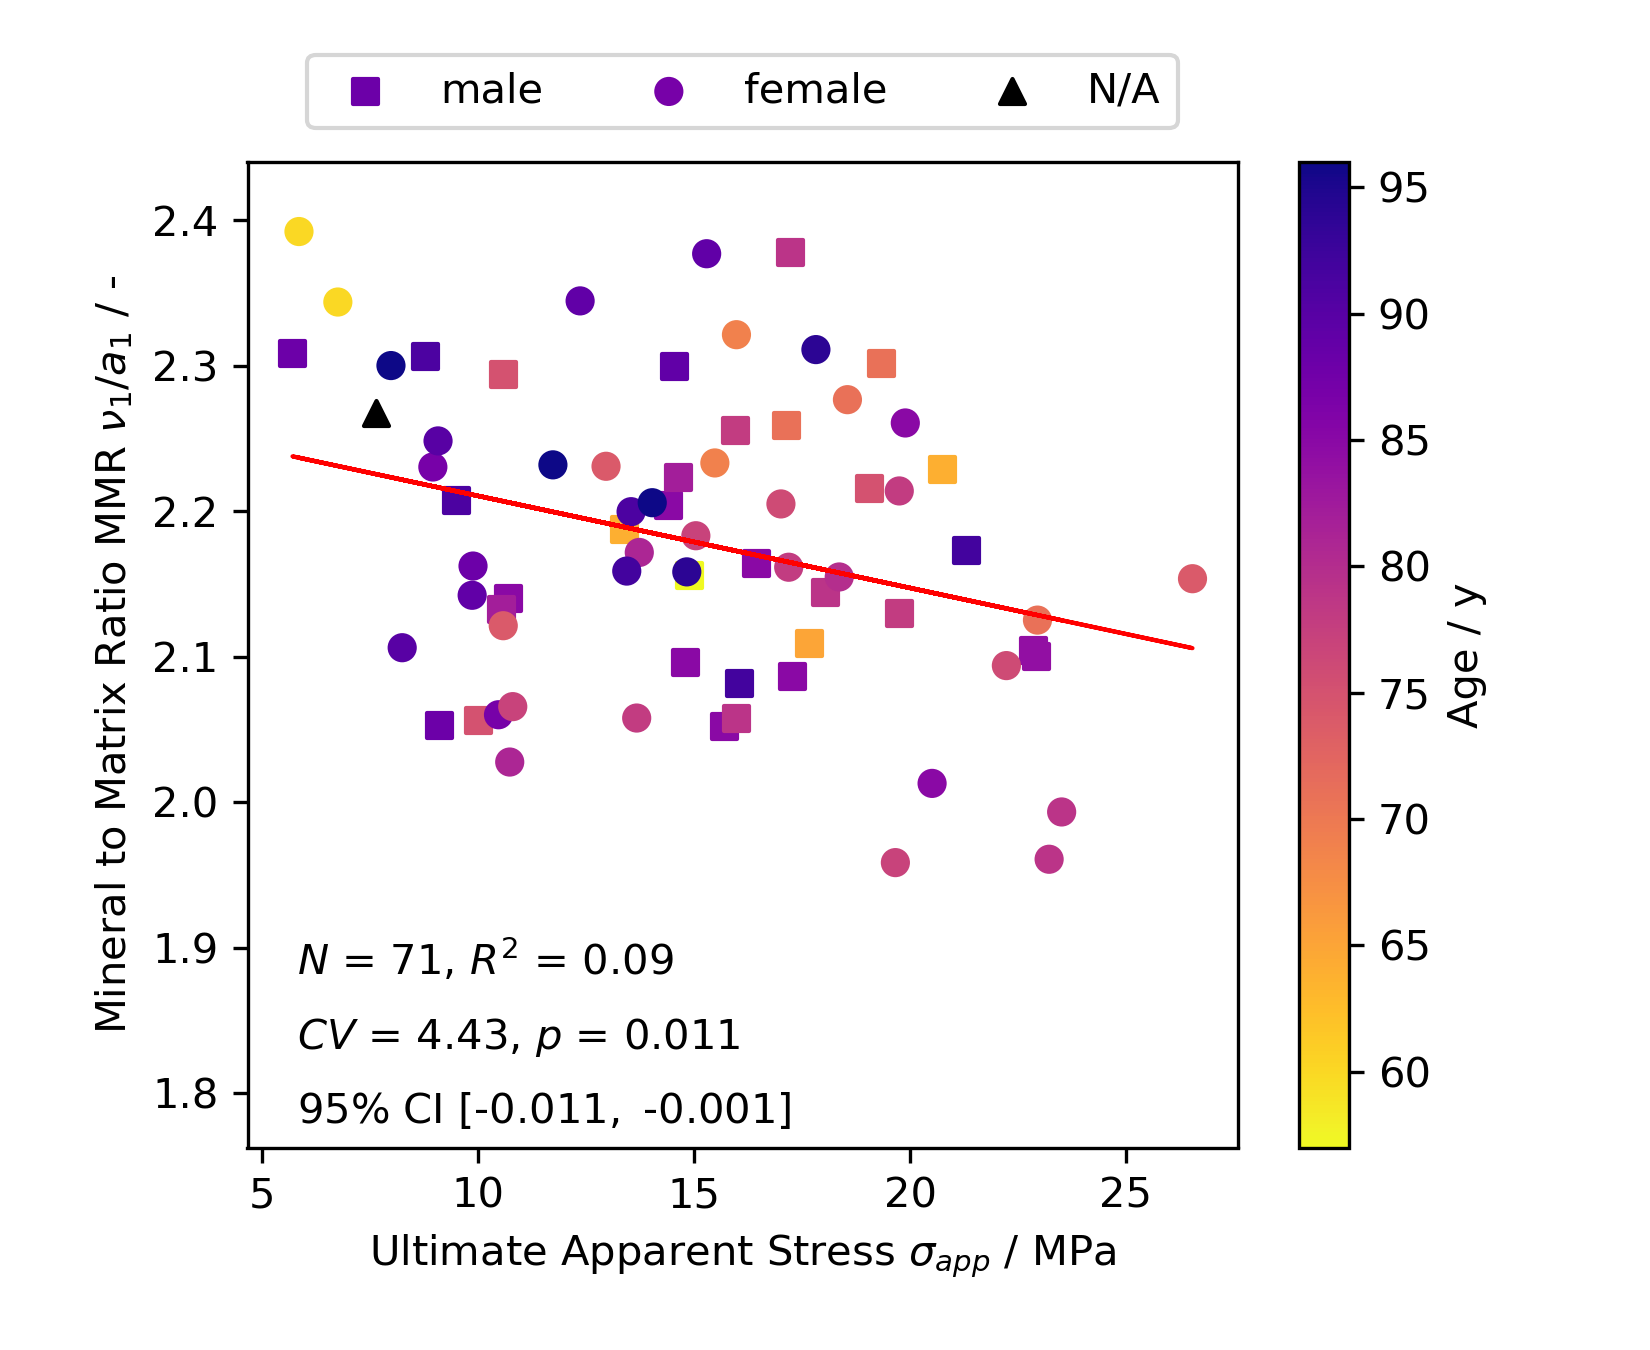 male female N/A
2.4
2.3
2.2
2.1
2.0
1.9
1.8
Mineral to Matrix Ratio MMR ν₁/a₁ / -
N = 71, R² = 0.09
CV = 4.43, p = 0.011
95% CI [-0.011, -0.001]
5 10 15 20 25
Ultimate Apparent Stress σ_app / MPa
95
90
85
80
75
70
65
60
Age / y